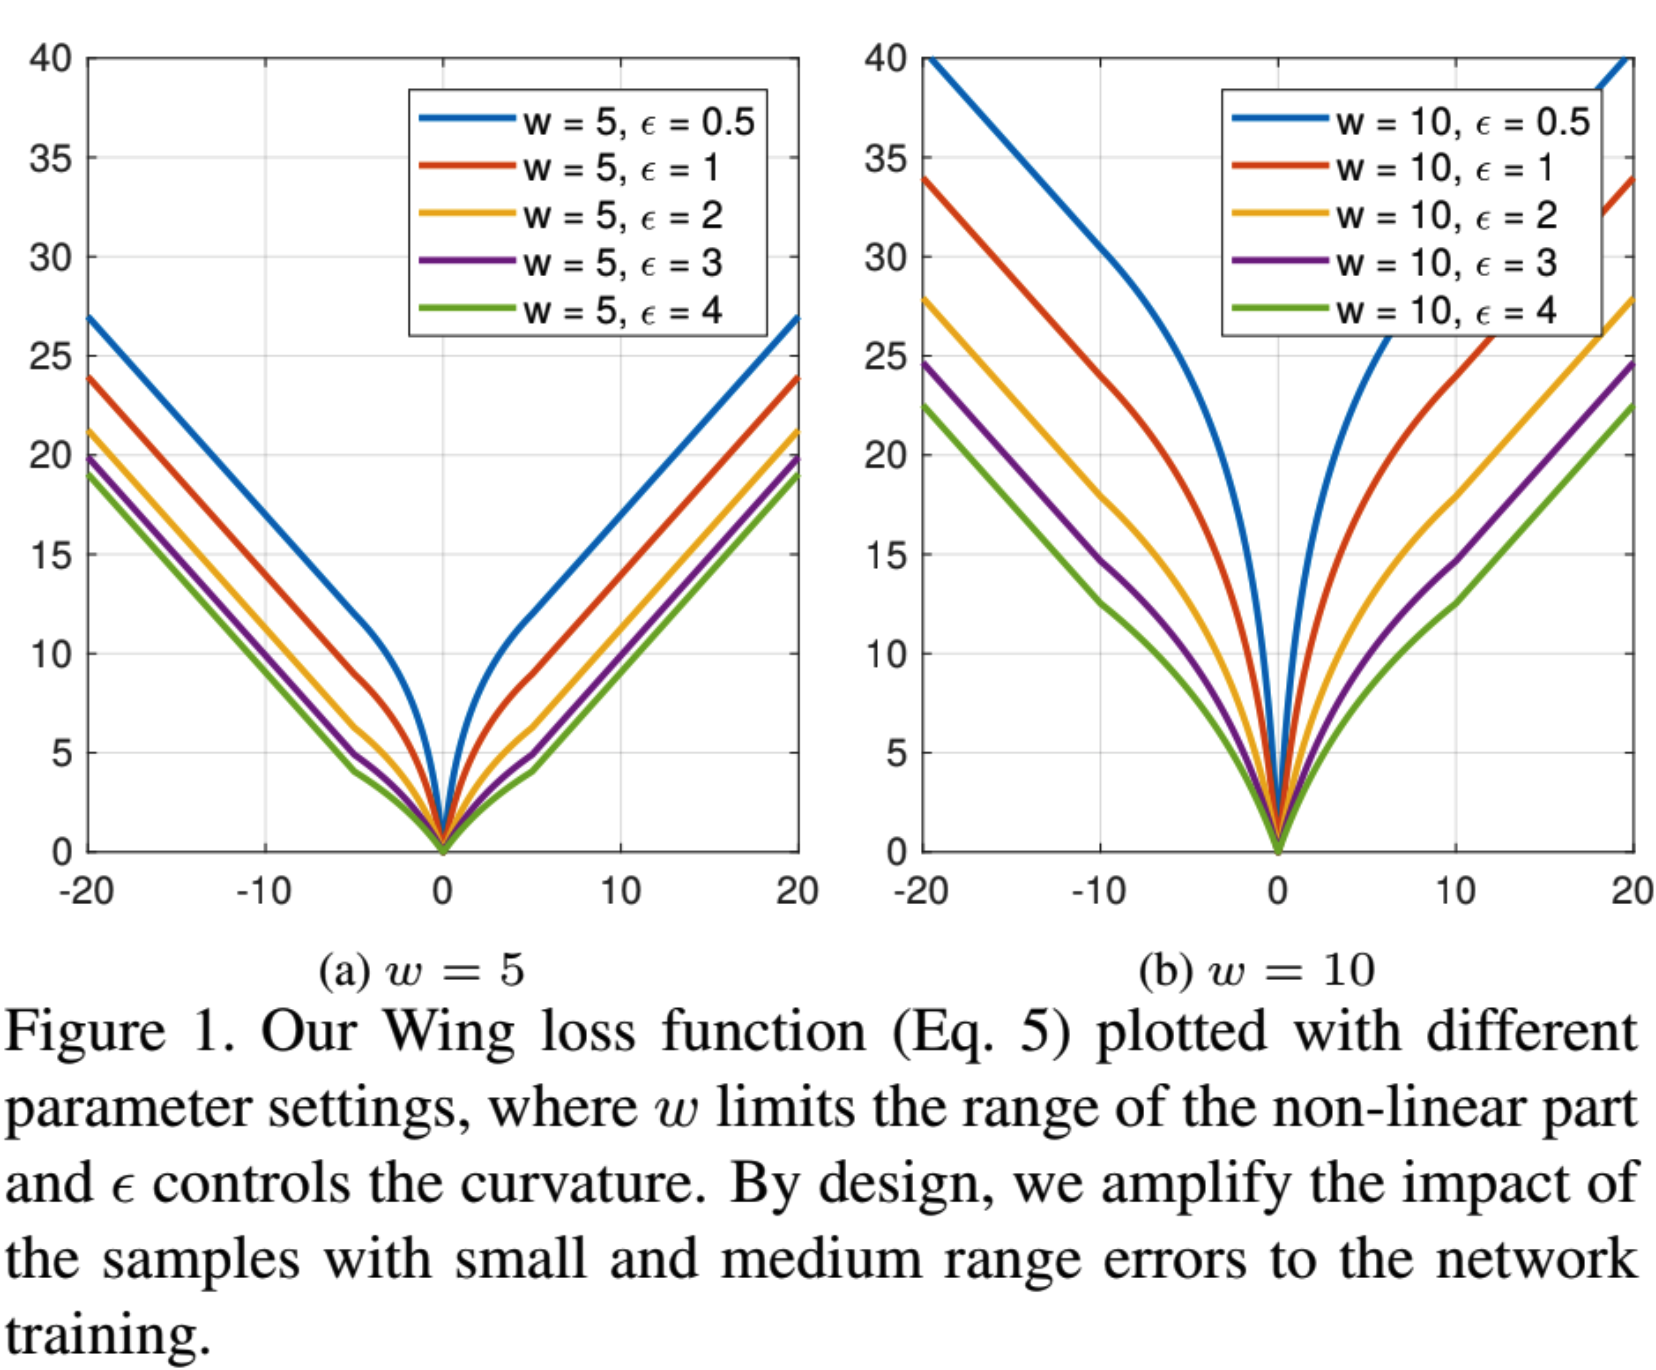 40
35
30
25
20
15
10
5
0
-20 -10 0 10 20
w = 5, ϵ = 0.5
w = 5, ϵ = 1
w = 5, ϵ = 2
w = 5, ϵ = 3
w = 5, ϵ = 4
(a) w = 5
40
35
30
25
20
15
10
5
0
-20 -10 0 10 20
w = 10, ϵ = 0.5
w = 10, ϵ = 1
w = 10, ϵ = 2
w = 10, ϵ = 3
w = 10, ϵ = 4
(b) w = 10
Figure 1. Our Wing loss function (Eq. 5) plotted with different
parameter settings, where w limits the range of the non-linear part
and ϵ controls the curvature. By design, we amplify the impact of
the samples with small and medium range errors to the network
training.